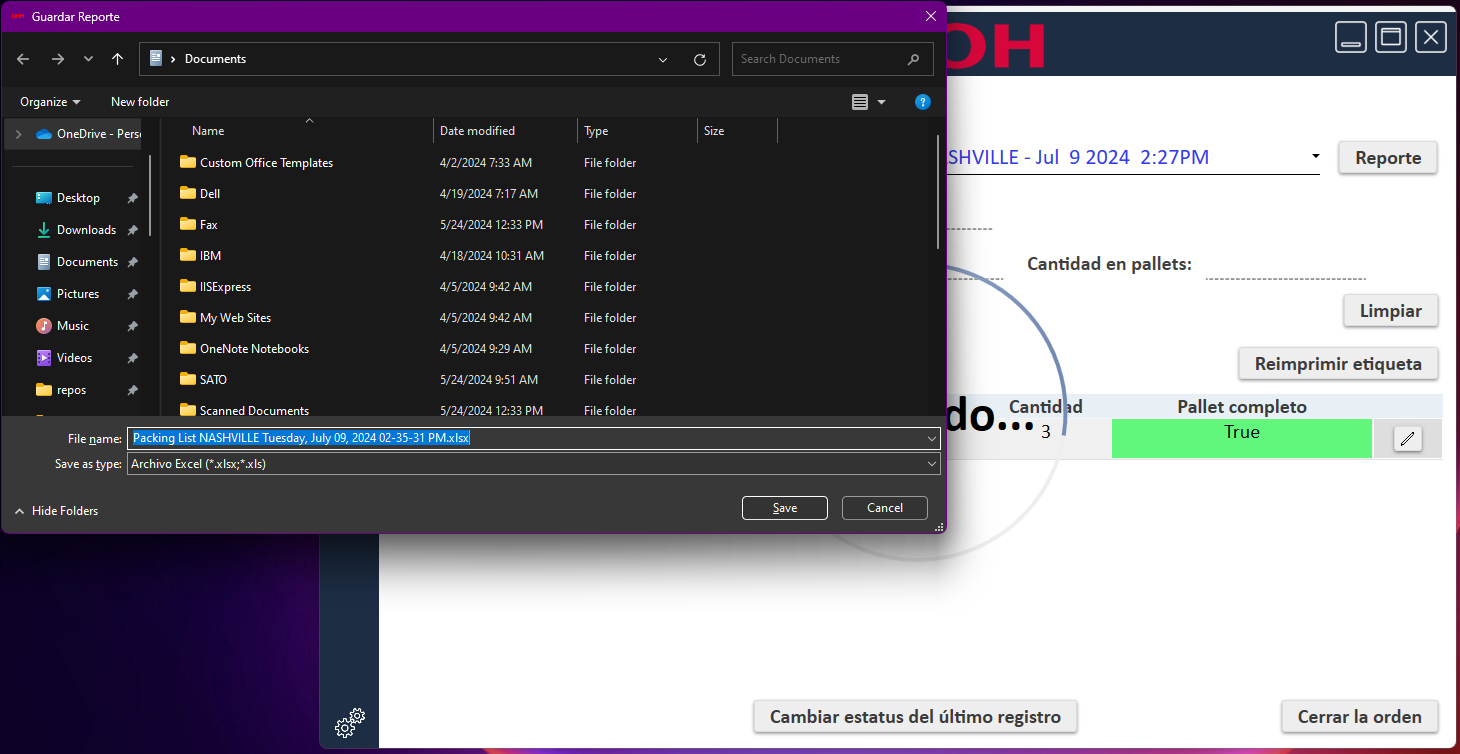 Guardar Reporte
Documents
Search Documents
Organize
New folder
OneDrive - Pers
Desktop
Downloads
Documents
Pictures
Music
Videos
repos
Name Date modified Type Size
Custom Office Templates 4/2/2024 7:33 AM File folder
Dell 4/19/2024 7:17 AM File folder
Fax 5/24/2024 12:33 PM File folder
IBM 4/18/2024 10:31 AM File folder
IISExpress 4/5/2024 9:42 AM File folder
My Web Sites 4/5/2024 9:42 AM File folder
OneNote Notebooks 4/5/2024 9:29 AM File folder
SATO 5/24/2024 9:51 AM File folder
Scanned Documents 5/24/2024 12:33 PM File folder
File name: Packing List NASHVILLE Tuesday, July 09, 2024 02-35-31 PM.xlsx
Save as type: Archivo Excel (*.xlsx;*.xls)
Hide Folders
Save
Cancel
OH
SHVILLE - Jul 9 2024 2:27PM
Reporte
Cantidad en pallets:
Limpiar
Reimprimir etiqueta
do...
Cantidad Pallet completo
3 True
Cambiar estatus del último registro
Cerrar la orden